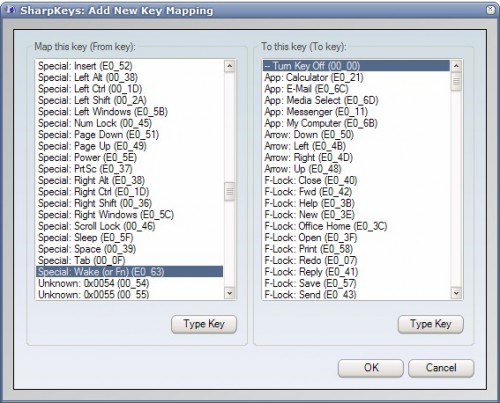 SharpKeys: Add New Key Mapping
Map this key (From key):
Special: Insert (E0_52)
Special: Left Alt (00_38)
Special: Left Ctrl (00_1D)
Special: Left Shift (00_2A)
Special: Left Windows (E0_5B)
Special: Num Lock (00_45)
Special: Page Down (E0_51)
Special: Page Up (E0_49)
Special: Power (E0_5E)
Special: PrtSc (E0_37)
Special: Right Alt (E0_38)
Special: Right Ctrl (E0_1D)
Special: Right Shift (00_36)
Special: Right Windows (E0_5C)
Special: Scroll Lock (00_46)
Special: Sleep (E0_5F)
Special: Space (00_39)
Special: Tab (00_0F)
Special: Wake (or Fn) (E0_63)
Unknown: 0x0054 (00_54)
Unknown: 0x0055 (00_55)
Type Key
To this key (To key):
-- Turn Key Off (00_00)
App: Calculator (E0_21)
App: E-Mail (E0_6C)
App: Media Select (E0_6D)
App: Messenger (E0_11)
App: My Computer (E0_6B)
Arrow: Down (E0_50)
Arrow: Left (E0_4B)
Arrow: Right (E0_4D)
Arrow: Up (E0_48)
F-Lock: Close (E0_40)
F-Lock: Fwd (E0_42)
F-Lock: Help (E0_3B)
F-Lock: New (E0_3E)
F-Lock: Office Home (E0_3C)
F-Lock: Open (E0_3F)
F-Lock: Print (E0_58)
F-Lock: Redo (E0_07)
F-Lock: Reply (E0_41)
F-Lock: Save (E0_57)
F-Lock: Send (E0_43)
Type Key
OK
Cancel